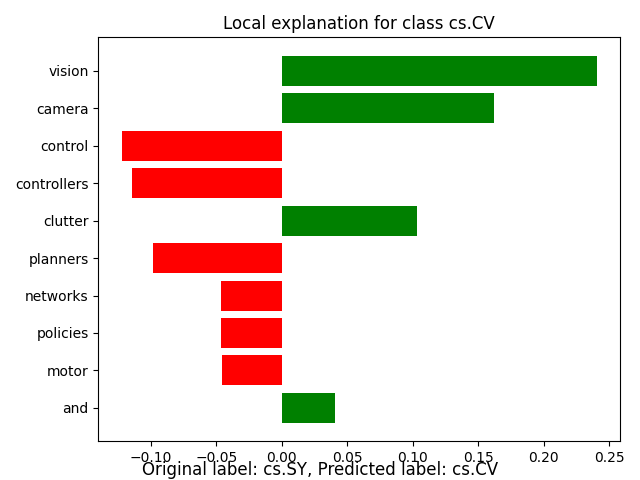 Local explanation for class cs.CV
vision
camera
control
controllers
clutter
planners
networks
policies
motor
and
−0.10 −0.05 0.00 0.05 0.10 0.15 0.20 0.25
Original label: cs.SY, Predicted label: cs.CV